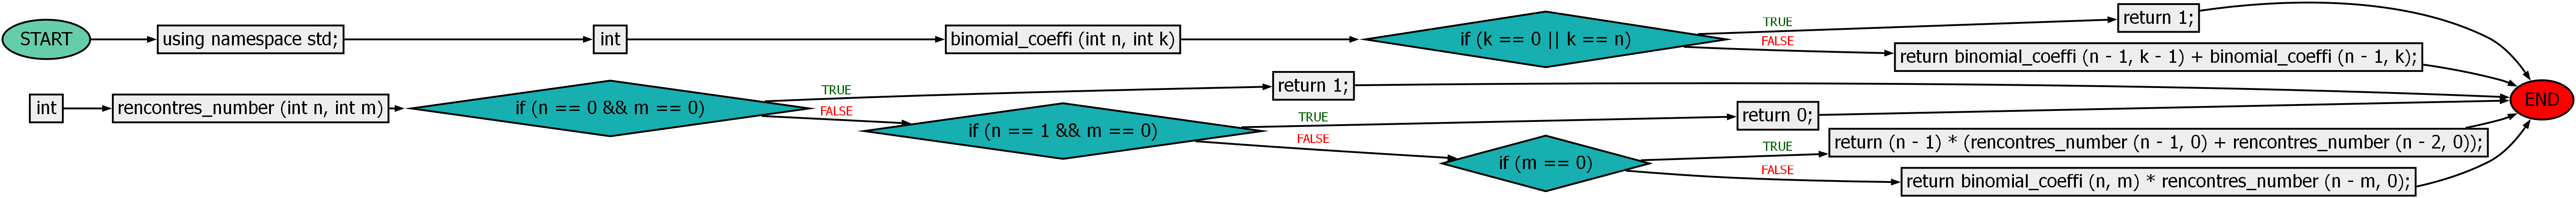 START
using namespace std;
int
binomial_coeffi (int n, int k)
if (k == 0 || k == n)
TRUE
return 1;
FALSE
return binomial_coeffi (n - 1, k - 1) + binomial_coeffi (n - 1, k);
int
rencontres_number (int n, int m)
if (n == 0 && m == 0)
TRUE
return 1;
FALSE
if (n == 1 && m == 0)
TRUE
return 0;
FALSE
if (m == 0)
TRUE
return (n - 1) * (rencontres_number (n - 1, 0) + rencontres_number (n - 2, 0));
FALSE
return binomial_coeffi (n, m) * rencontres_number (n - m, 0);
END